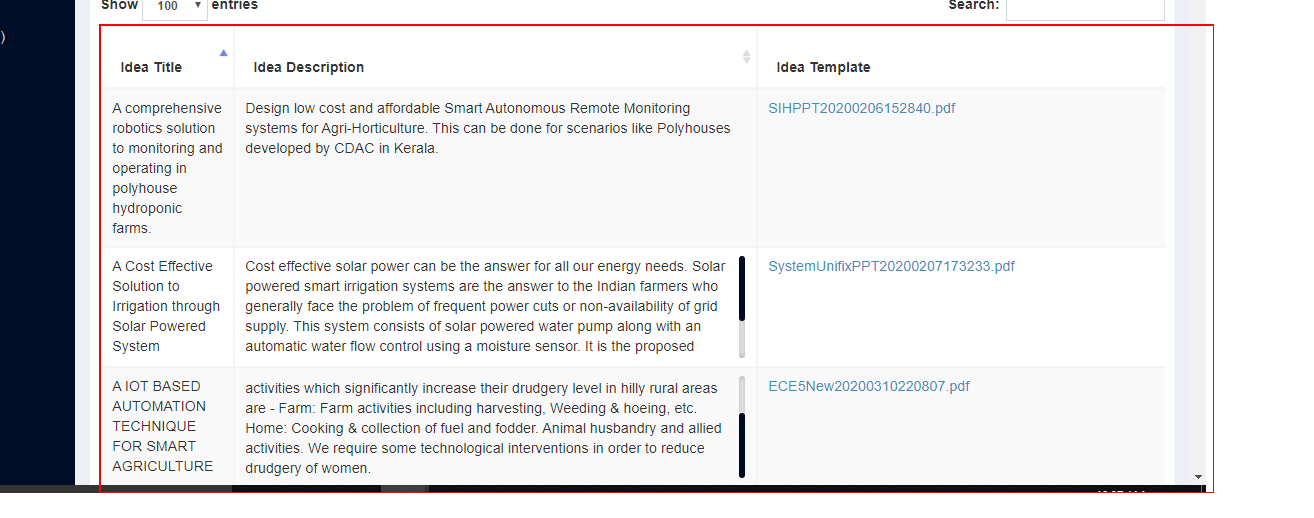 Show 100 entries Search:
)
Idea Title Idea Description Idea Template
A comprehensive
robotics solution
to monitoring and
operating in
polyhouse
hydroponic
farms.
Design low cost and affordable Smart Autonomous Remote Monitoring
systems for Agri-Horticulture. This can be done for scenarios like Polyhouses
developed by CDAC in Kerala.
SIHPPT20200206152840.pdf
A Cost Effective
Solution to
Irrigation through
Solar Powered
System
Cost effective solar power can be the answer for all our energy needs. Solar
powered smart irrigation systems are the answer to the Indian farmers who
generally face the problem of frequent power cuts or non-availability of grid
supply. This system consists of solar powered water pump along with an
automatic water flow control using a moisture sensor. It is the proposed
SystemUnifixPPT20200207173233.pdf
A IOT BASED
AUTOMATION
TECHNIQUE
FOR SMART
AGRICULTURE
activities which significantly increase their drudgery level in hilly rural areas
are - Farm: Farm activities including harvesting, Weeding & hoeing, etc.
Home: Cooking & collection of fuel and fodder. Animal husbandry and allied
activities. We require some technological interventions in order to reduce
drudgery of women.
ECE5New20200310220807.pdf